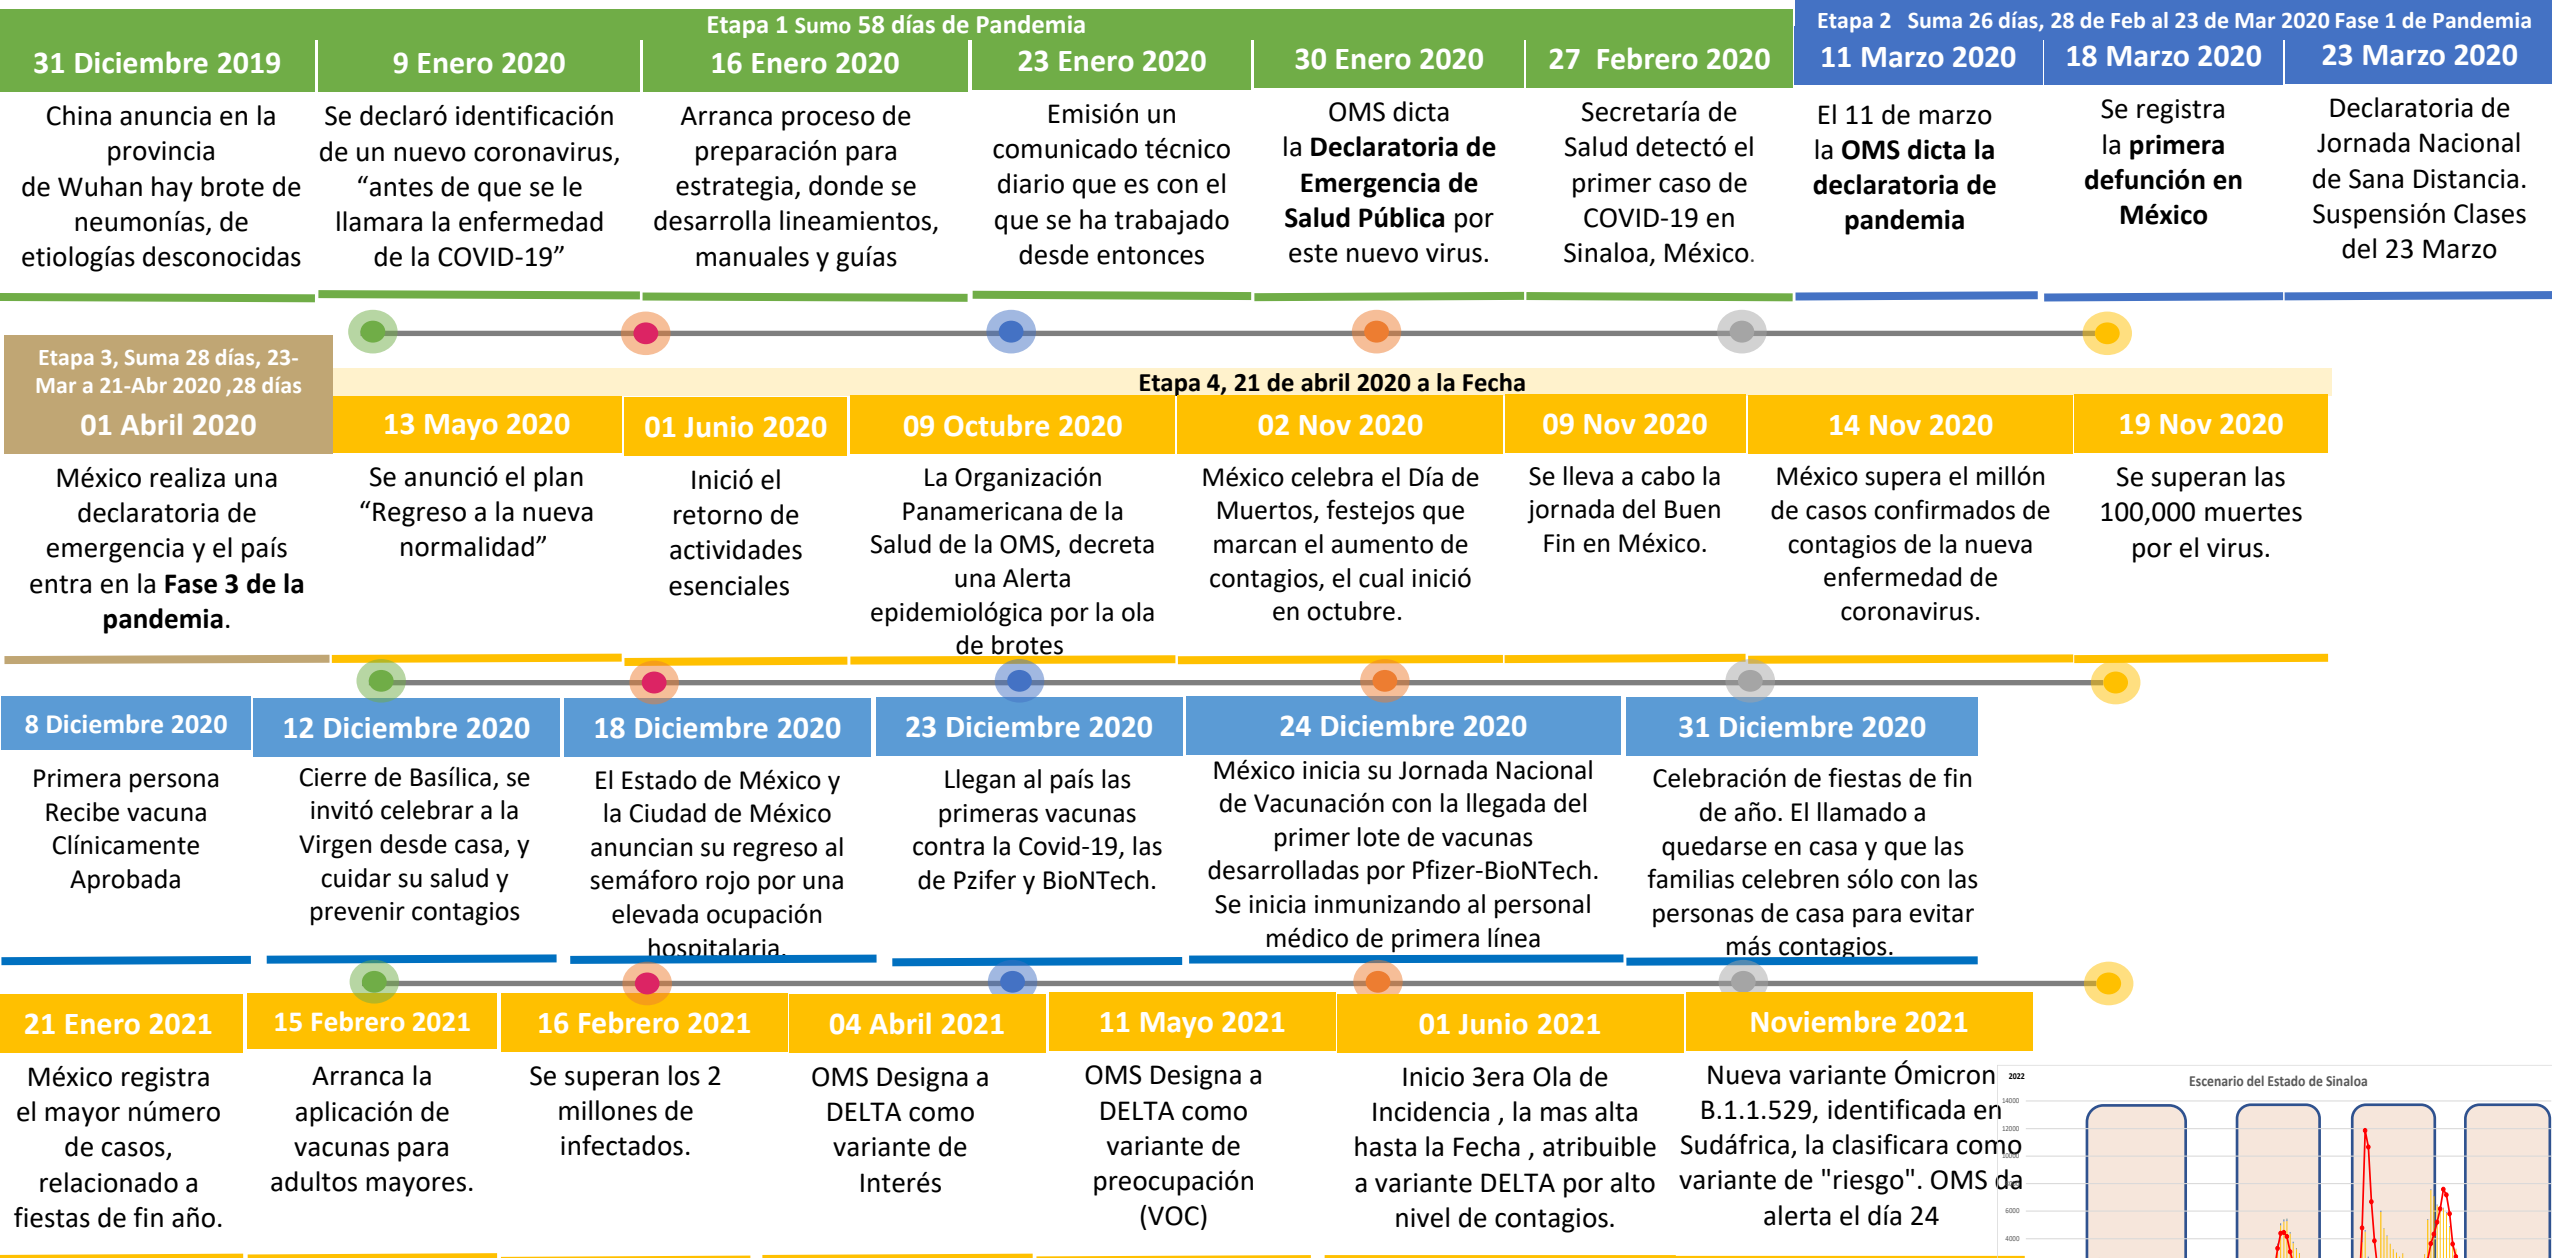 Etapa 1 Sumo 58 días de Pandemia
Etapa 2 Suma 26 días, 28 de Feb al 23 de Mar 2020 Fase 1 de Pandemia
31 Diciembre 2019
China anuncia en la
provincia
de Wuhan hay brote de
neumonías, de
etiologías desconocidas
9 Enero 2020
Se declaró identificación
de un nuevo coronavirus,
“antes de que se le
llamara la enfermedad
de la COVID-19”
16 Enero 2020
Arranca proceso de
preparación para
estrategia, donde se
desarrolla lineamientos,
manuales y guías
23 Enero 2020
Emisión un
comunicado técnico
diario que es con el
que se ha trabajado
desde entonces
30 Enero 2020
OMS dicta
la Declaratoria de
Emergencia de
Salud Pública por
este nuevo virus.
27 Febrero 2020
Secretaría de
Salud detectó el
primer caso de
COVID-19 en
Sinaloa, México.
11 Marzo 2020
El 11 de marzo
la OMS dicta la
declaratoria de
pandemia
18 Marzo 2020
Se registra
la primera
defunción en
México
23 Marzo 2020
Declaratoria de
Jornada Nacional
de Sana Distancia.
Suspensión Clases
del 23 Marzo
Etapa 3, Suma 28 días, 23-
Mar a 21-Abr 2020 ,28 días
01 Abril 2020
México realiza una
declaratoria de
emergencia y el país
entra en la Fase 3 de la
pandemia.
Etapa 4, 21 de abril 2020 a la Fecha
13 Mayo 2020
Se anunció el plan
“Regreso a la nueva
normalidad”
01 Junio 2020
Inició el
retorno de
actividades
esenciales
09 Octubre 2020
La Organización
Panamericana de la
Salud de la OMS, decreta
una Alerta
epidemiológica por la ola
de brotes
02 Nov 2020
México celebra el Día de
Muertos, festejos que
marcan el aumento de
contagios, el cual inició
en octubre.
09 Nov 2020
Se lleva a cabo la
jornada del Buen
Fin en México.
14 Nov 2020
México supera el millón
de casos confirmados de
contagios de la nueva
enfermedad de
coronavirus.
19 Nov 2020
Se superan las
100,000 muertes
por el virus.
8 Diciembre 2020
Primera persona
Recibe vacuna
Clínicamente
Aprobada
12 Diciembre 2020
Cierre de Basílica, se
invitó celebrar a la
Virgen desde casa, y
cuidar su salud y
prevenir contagios
18 Diciembre 2020
El Estado de México y
la Ciudad de México
anuncian su regreso al
semáforo rojo por una
elevada ocupación
hospitalaria.
23 Diciembre 2020
Llegan al país las
primeras vacunas
contra la Covid-19, las
de Pzifer y BioNTech.
24 Diciembre 2020
México inicia su Jornada Nacional
de Vacunación con la llegada del
primer lote de vacunas
desarrolladas por Pfizer-BioNTech.
Se inicia inmunizando al personal
médico de primera línea
31 Diciembre 2020
Celebración de fiestas de fin
de año. El llamado a
quedarse en casa y que las
familias celebren sólo con las
personas de casa para evitar
más contagios.
21 Enero 2021
México registra
el mayor número
de casos,
relacionado a
fiestas de fin año.
15 Febrero 2021
Arranca la
aplicación de
vacunas para
adultos mayores.
16 Febrero 2021
Se superan los 2
millones de
infectados.
04 Abril 2021
OMS Designa a
DELTA como
variante de
Interés
11 Mayo 2021
OMS Designa a
DELTA como
variante de
preocupación
(VOC)
01 Junio 2021
Inicio 3era Ola de
Incidencia , la mas alta
hasta la Fecha , atribuible
a variante DELTA por alto
nivel de contagios.
Noviembre 2021
Nueva variante Ómicron
B.1.1.529, identificada en
Sudáfrica, la clasificara como
variante de "riesgo". OMS da
alerta el día 24
2022
Escenario del Estado de Sinaloa
14000
12000
10000
6000
4000